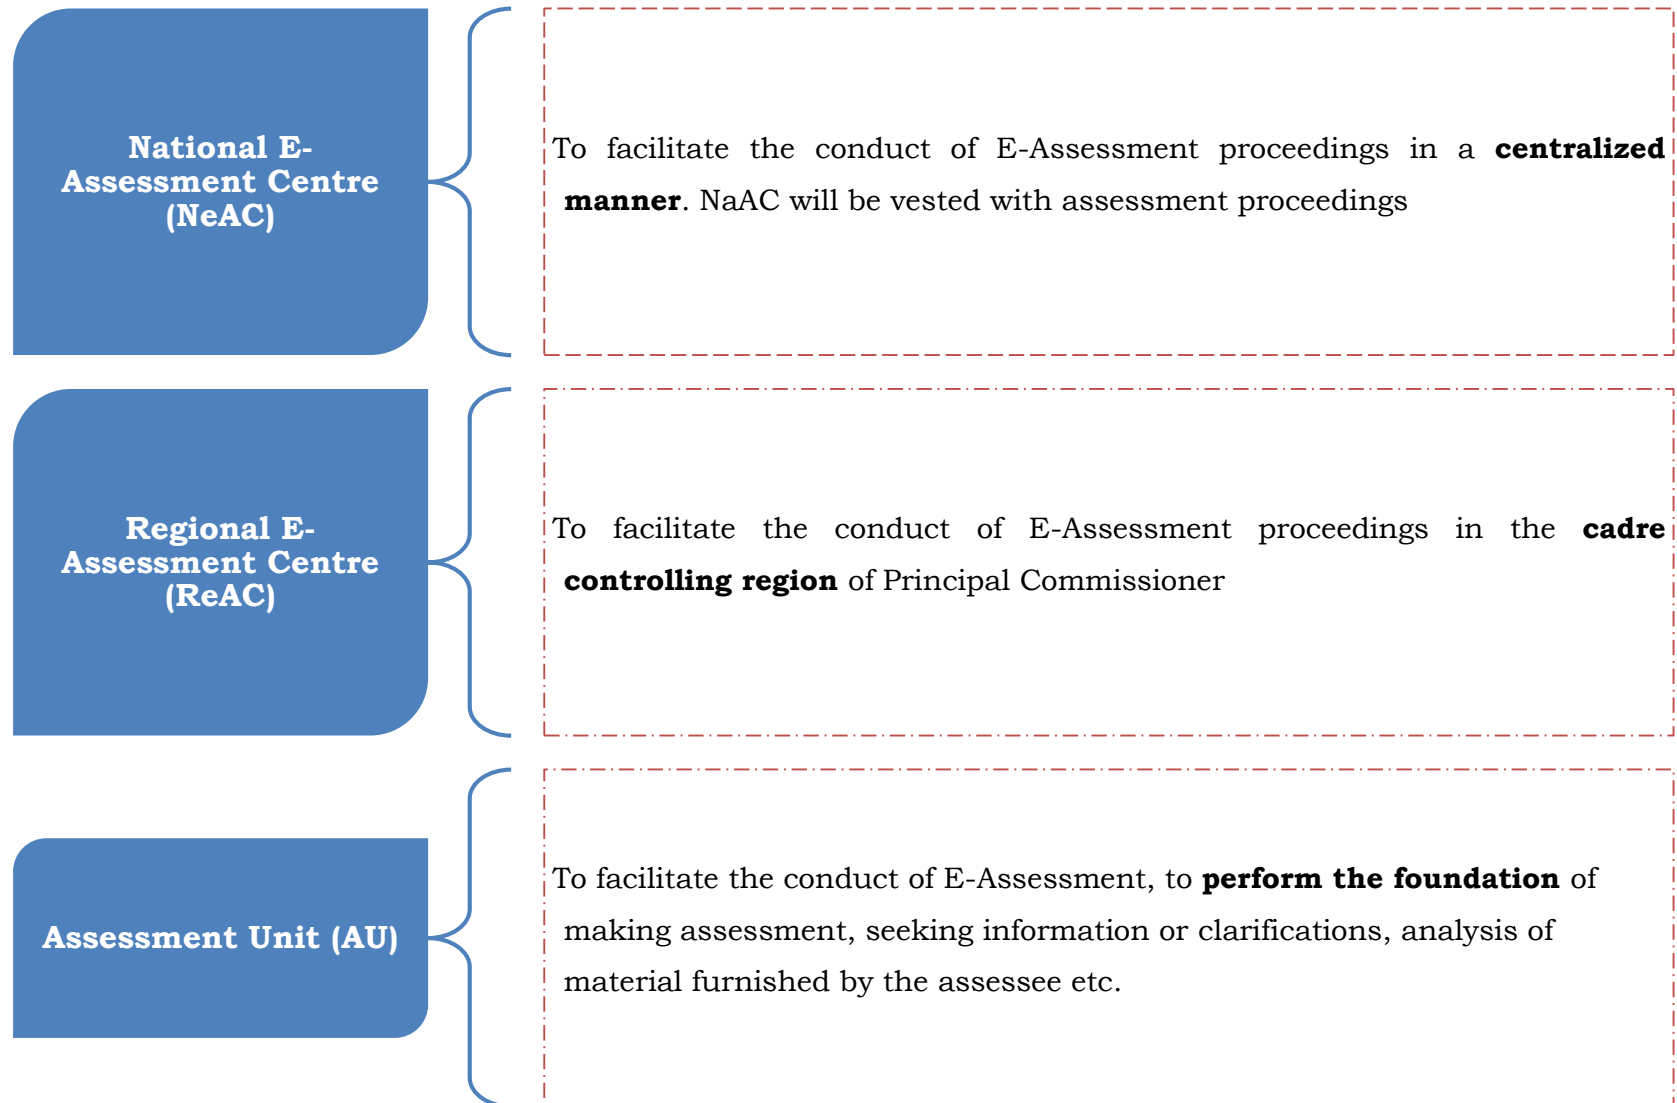 National E-
Assessment Centre
(NeAC)
To facilitate the conduct of E-Assessment proceedings in a centralized
manner. NaAC will be vested with assessment proceedings
Regional E-
Assessment Centre
(ReAC)
To facilitate the conduct of E-Assessment proceedings in the cadre
controlling region of Principal Commissioner
Assessment Unit (AU)
To facilitate the conduct of E-Assessment, to perform the foundation of
making assessment, seeking information or clarifications, analysis of
material furnished by the assessee etc.